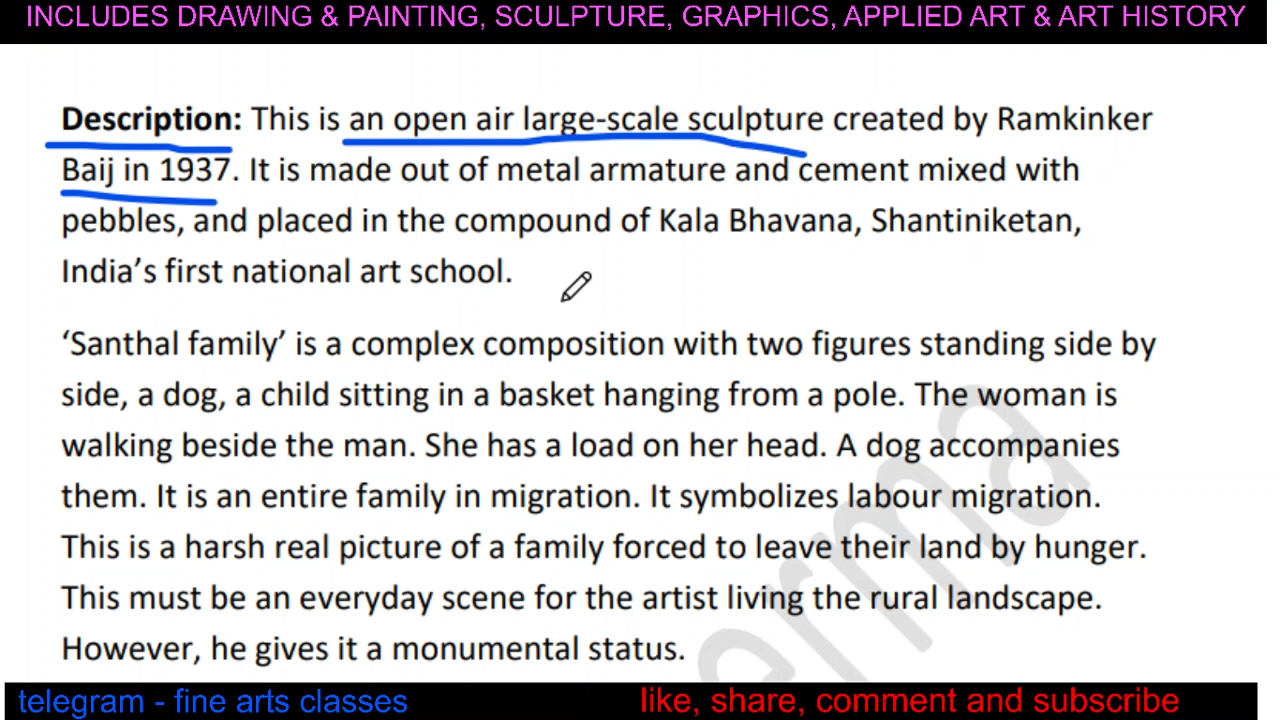 INCLUDES DRAWING & PAINTING, SCULPTURE, GRAPHICS, APPLIED ART & ART HISTORY
Description: This is an open air large-scale sculpture created by Ramkinker
Baij in 1937. It is made out of metal armature and cement mixed with
pebbles, and placed in the compound of Kala Bhavana, Shantiniketan,
India’s first national art school.
‘Santhal family’ is a complex composition with two figures standing side by
side, a dog, a child sitting in a basket hanging from a pole. The woman is
walking beside the man. She has a load on her head. A dog accompanies
them. It is an entire family in migration. It symbolizes labour migration.
This is a harsh real picture of a family forced to leave their land by hunger.
This must be an everyday scene for the artist living the rural landscape.
However, he gives it a monumental status.
erma
telegram - fine arts classes
like, share, comment and subscribe